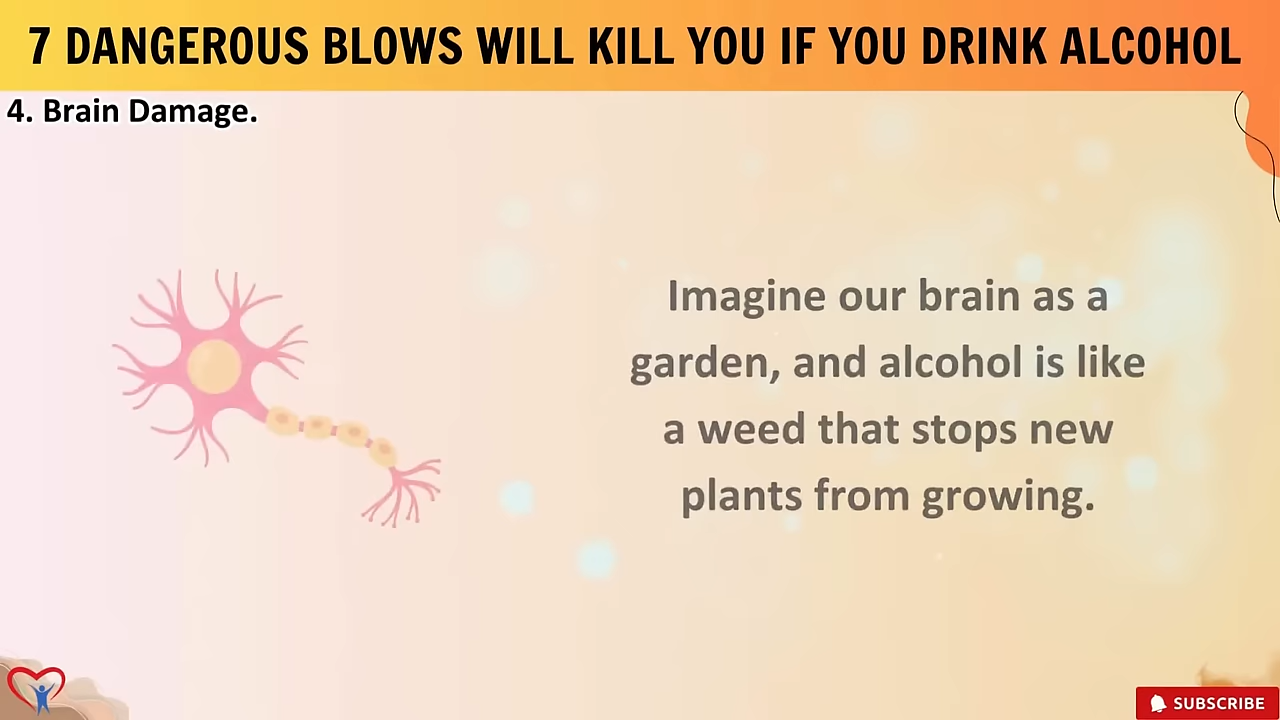 7 DANGEROUS BLOWS WILL KILL YOU IF YOU DRINK ALCOHOL
4. Brain Damage.
Imagine our brain as a
garden, and alcohol is like
a weed that stops new
plants from growing.
SUBSCRIBE